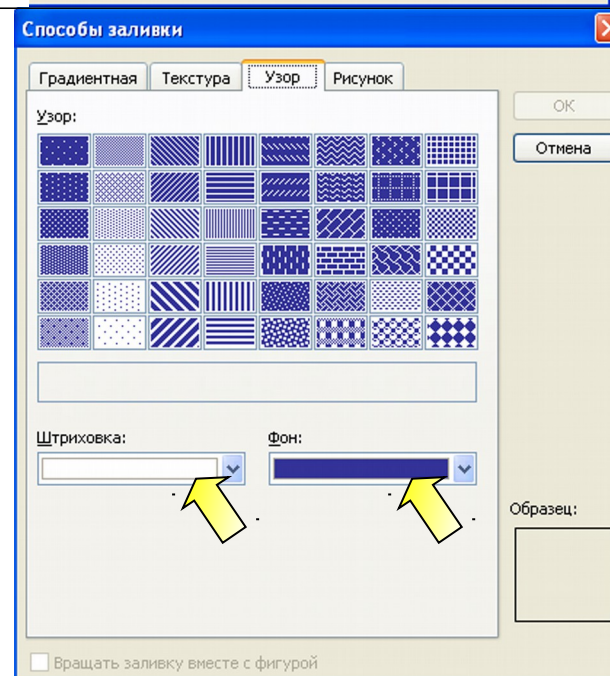 Способы заливки
Градиентная Текстура Узор Рисунок
ОК
Узор:
Отмена
Штриховка: Фон:
Образец:
Вращать заливку вместе с фигурой